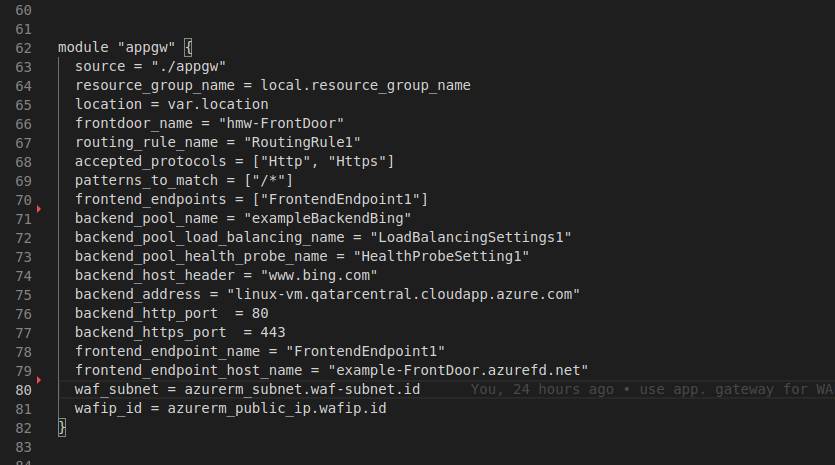 60
61
62 module "appgw" {
63 source = "./appgw"
64 resource_group_name = local.resource_group_name
65 location = var.location
66 frontdoor_name = "hmw-FrontDoor"
67 routing_rule_name = "RoutingRule1"
68 accepted_protocols = ["Http", "Https"]
69 patterns_to_match = ["/*"]
70 frontend_endpoints = ["FrontendEndpoint1"]
71 backend_pool_name = "exampleBackendBing"
72 backend_pool_load_balancing_name = "LoadBalancingSettings1"
73 backend_pool_health_probe_name = "HealthProbeSetting1"
74 backend_host_header = "www.bing.com"
75 backend_address = "linux-vm.qatarcentral.cloudapp.azure.com"
76 backend_http_port  = 80
77 backend_https_port  = 443
78 frontend_endpoint_name = "FrontendEndpoint1"
79 frontend_endpoint_host_name = "example-FrontDoor.azurefd.net"
80 waf_subnet = azurerm_subnet.waf-subnet.id You, 24 hours ago • use app. gateway for WA
81 wafip_id = azurerm_public_ip.wafip.id
82 }
83